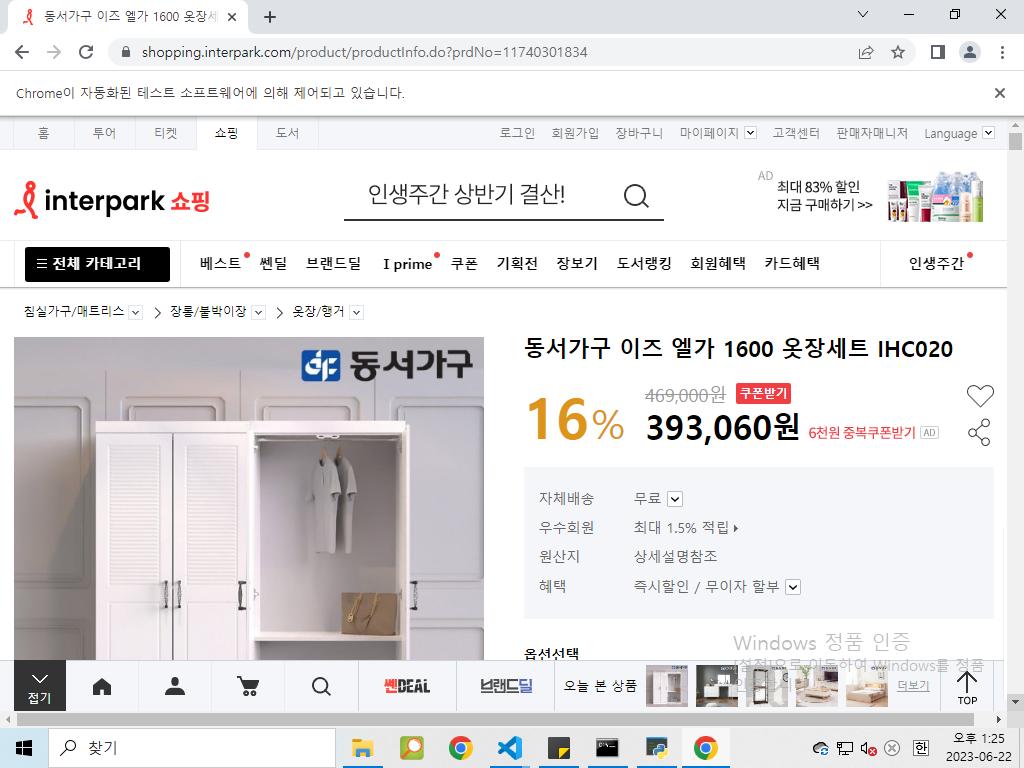 동서가구 이즈 엘가 1600 옷장세
shopping.interpark.com/product/productInfo.do?prdNo=11740301834
Chrome이 자동화된 테스트 소프트웨어에 의해 제어되고 있습니다.
홈 투어 티켓 쇼핑 도서 로그인 회원가입 장바구니 마이페이지 고객센터 판매자매니저 Language
interpark 쇼핑 인생주간 상반기 결산!
AD 최대 83% 할인
지금 구매하기 >>
전체 카테고리 베스트 쎈딜 브랜드딜 I prime 쿠폰 기획전 장보기 도서랭킹 회원혜택 카드혜택 인생주간
침실가구/매트리스 > 장롱/붙박이장 > 옷장/행거
동서가구
동서가구 이즈 엘가 1600 옷장세트 IHC020
16% 469,000원 쿠폰받기
393,060원 6천원 중복쿠폰받기 AD
자체배송 무료
우수회원 최대 1.5% 적립
원산지 상세설명참조
혜택 즉시할인 / 무이자 할부
옵션선택
Windows 정품 인증
[설정]으로 이동하여 Windows를 정품
접기 쎈DEAL 브랜드딜 오늘 본 상품 더보기 TOP
찾기
한 오후 1:25
2023-06-22